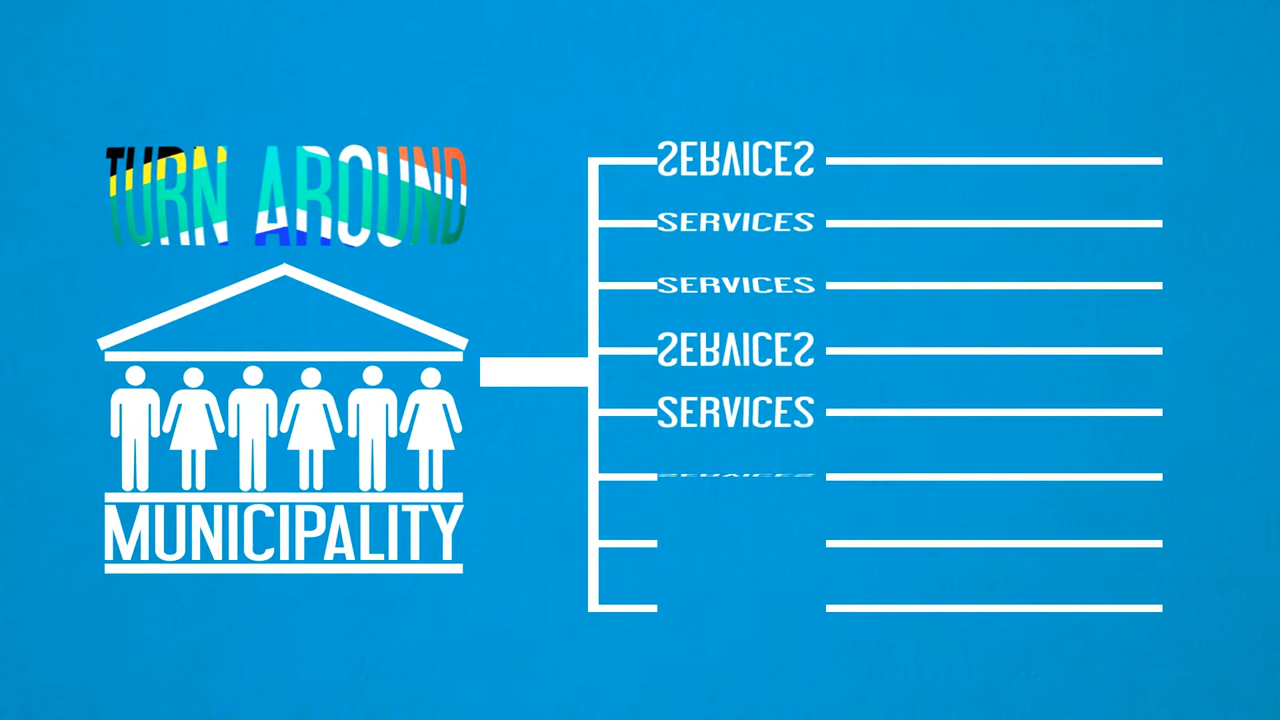 TURN AROUND
MUNICIPALITY
SERVICES
SERVICES
SERVICES
SERVICES
SERVICES